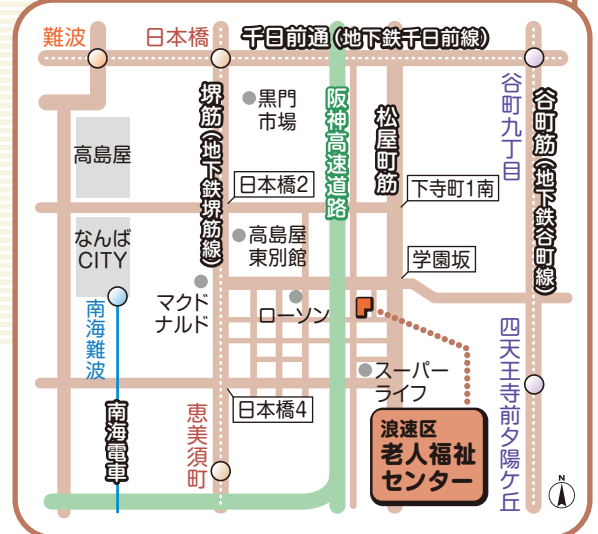 難波
日本橋
千日前通(地下鉄千日前線)
堺筋(地下鉄堺筋線)
黒門
市場
阪神高速道路
松屋町筋
谷町九丁目
谷町筋(地下鉄谷町線)
高島屋
日本橋2
下寺町1南
なんば
CITY
高島屋
東別館
学園坂
マクド
ナルド
ローソン
南海難波
スーパー
ライフ
四天王寺前夕陽ケ丘
南海電車
恵美須町
日本橋4
浪速区
老人福祉
センター
N